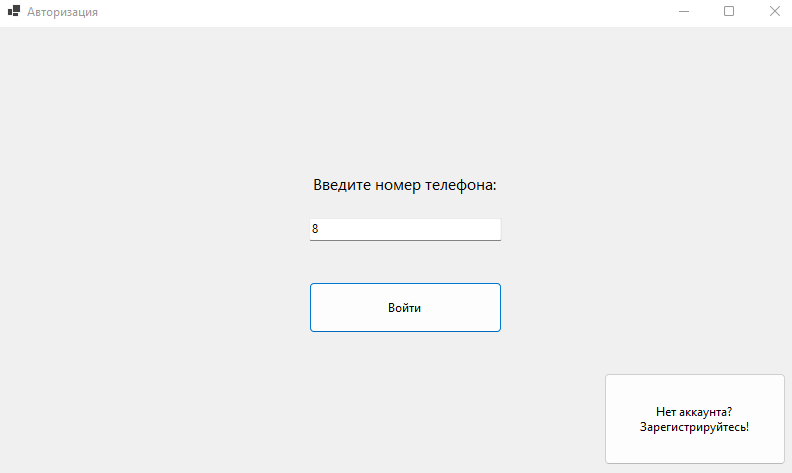 Авторизация
Введите номер телефона:
8
Войти
Нет аккаунта?
Зарегистрируйтесь!